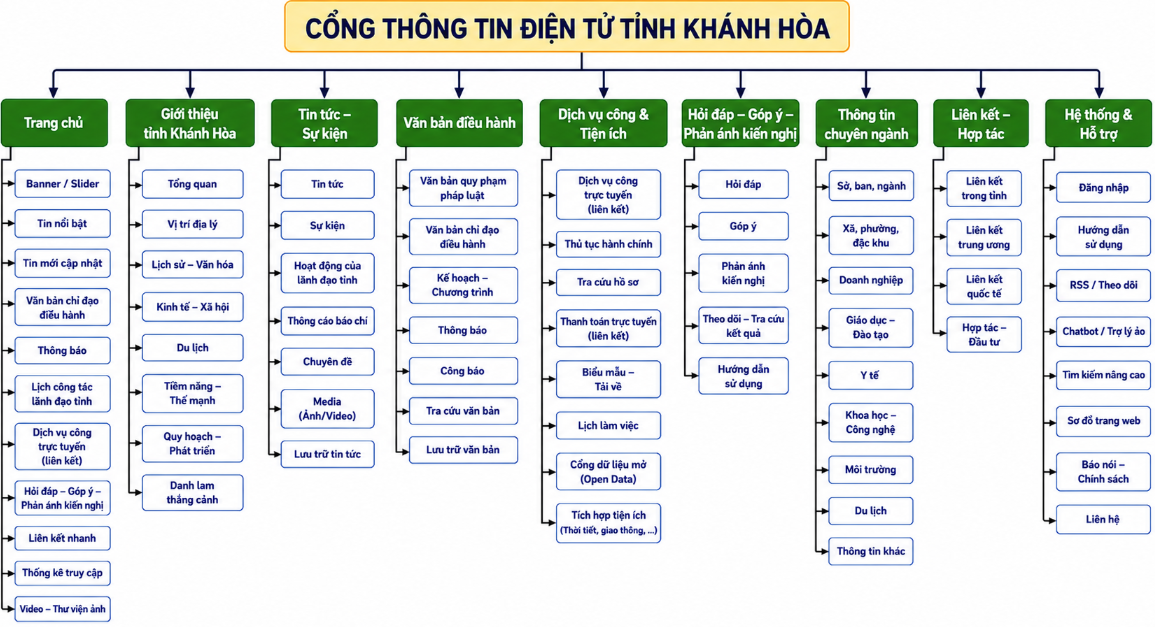 CỔNG THÔNG TIN ĐIỆN TỬ TỈNH KHÁNH HÒA
Trang chủ
Banner / Slider
Tin nổi bật
Tin mới cập nhật
Văn bản chỉ đạo
điều hành
Thông báo
Lịch công tác
lãnh đạo tỉnh
Dịch vụ công
trực tuyến
(liên kết)
Hỏi đáp – Góp ý –
Phản ánh kiến nghị
Liên kết nhanh
Thống kê truy cập
Video – Thư viện ảnh
Giới thiệu
tỉnh Khánh Hòa
Tổng quan
Vị trí địa lý
Lịch sử – Văn hóa
Kinh tế – Xã hội
Du lịch
Tiềm năng –
Thế mạnh
Quy hoạch –
Phát triển
Danh lam
thắng cảnh
Tin tức –
Sự kiện
Tin tức
Sự kiện
Hoạt động của
lãnh đạo tỉnh
Thông cáo báo chí
Chuyên đề
Media
(Ảnh/Video)
Lưu trữ tin tức
Văn bản điều hành
Văn bản quy phạm
pháp luật
Văn bản chỉ đạo
điều hành
Kế hoạch –
Chương trình
Thông báo
Công báo
Tra cứu văn bản
Lưu trữ văn bản
Dịch vụ công &
Tiện ích
Dịch vụ công
trực tuyến
(liên kết)
Thủ tục hành chính
Tra cứu hồ sơ
Thanh toán trực tuyến
(liên kết)
Biểu mẫu –
Tải về
Lịch làm việc
Cổng dữ liệu mở
(Open Data)
Tích hợp tiện ích
(Thời tiết, giao thông, ...)
Hỏi đáp – Góp ý –
Phản ánh kiến nghị
Hỏi đáp
Góp ý
Phản ánh
kiến nghị
Theo dõi – Tra cứu
kết quả
Hướng dẫn
sử dụng
Thông tin
chuyên ngành
Sở, ban, ngành
Xã, phường,
đặc khu
Doanh nghiệp
Giáo dục –
Đào tạo
Y tế
Khoa học –
Công nghệ
Môi trường
Du lịch
Thông tin khác
Liên kết –
Hợp tác
Liên kết
trong tỉnh
Liên kết
trung ương
Liên kết
quốc tế
Hợp tác –
Đầu tư
Hệ thống &
Hỗ trợ
Đăng nhập
Hướng dẫn
sử dụng
RSS / Theo dõi
Chatbot / Trợ lý ảo
Tìm kiếm nâng cao
Sơ đồ trang web
Báo nói –
Chính sách
Liên hệ